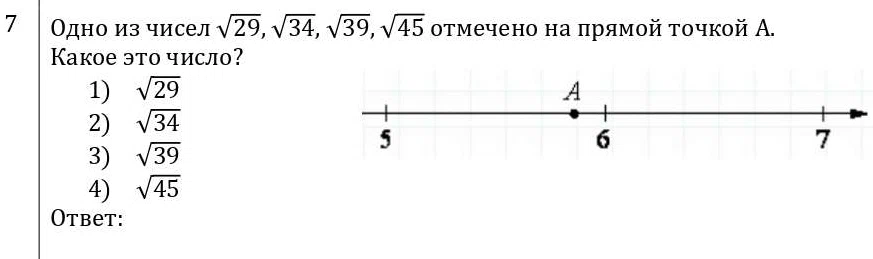 7 Одно из чисел √29, √34, √39, √45 отмечено на прямой точкой А.
Какое это число?
1) √29
2) √34
3) √39
4) √45
A
5 6 7
Ответ: